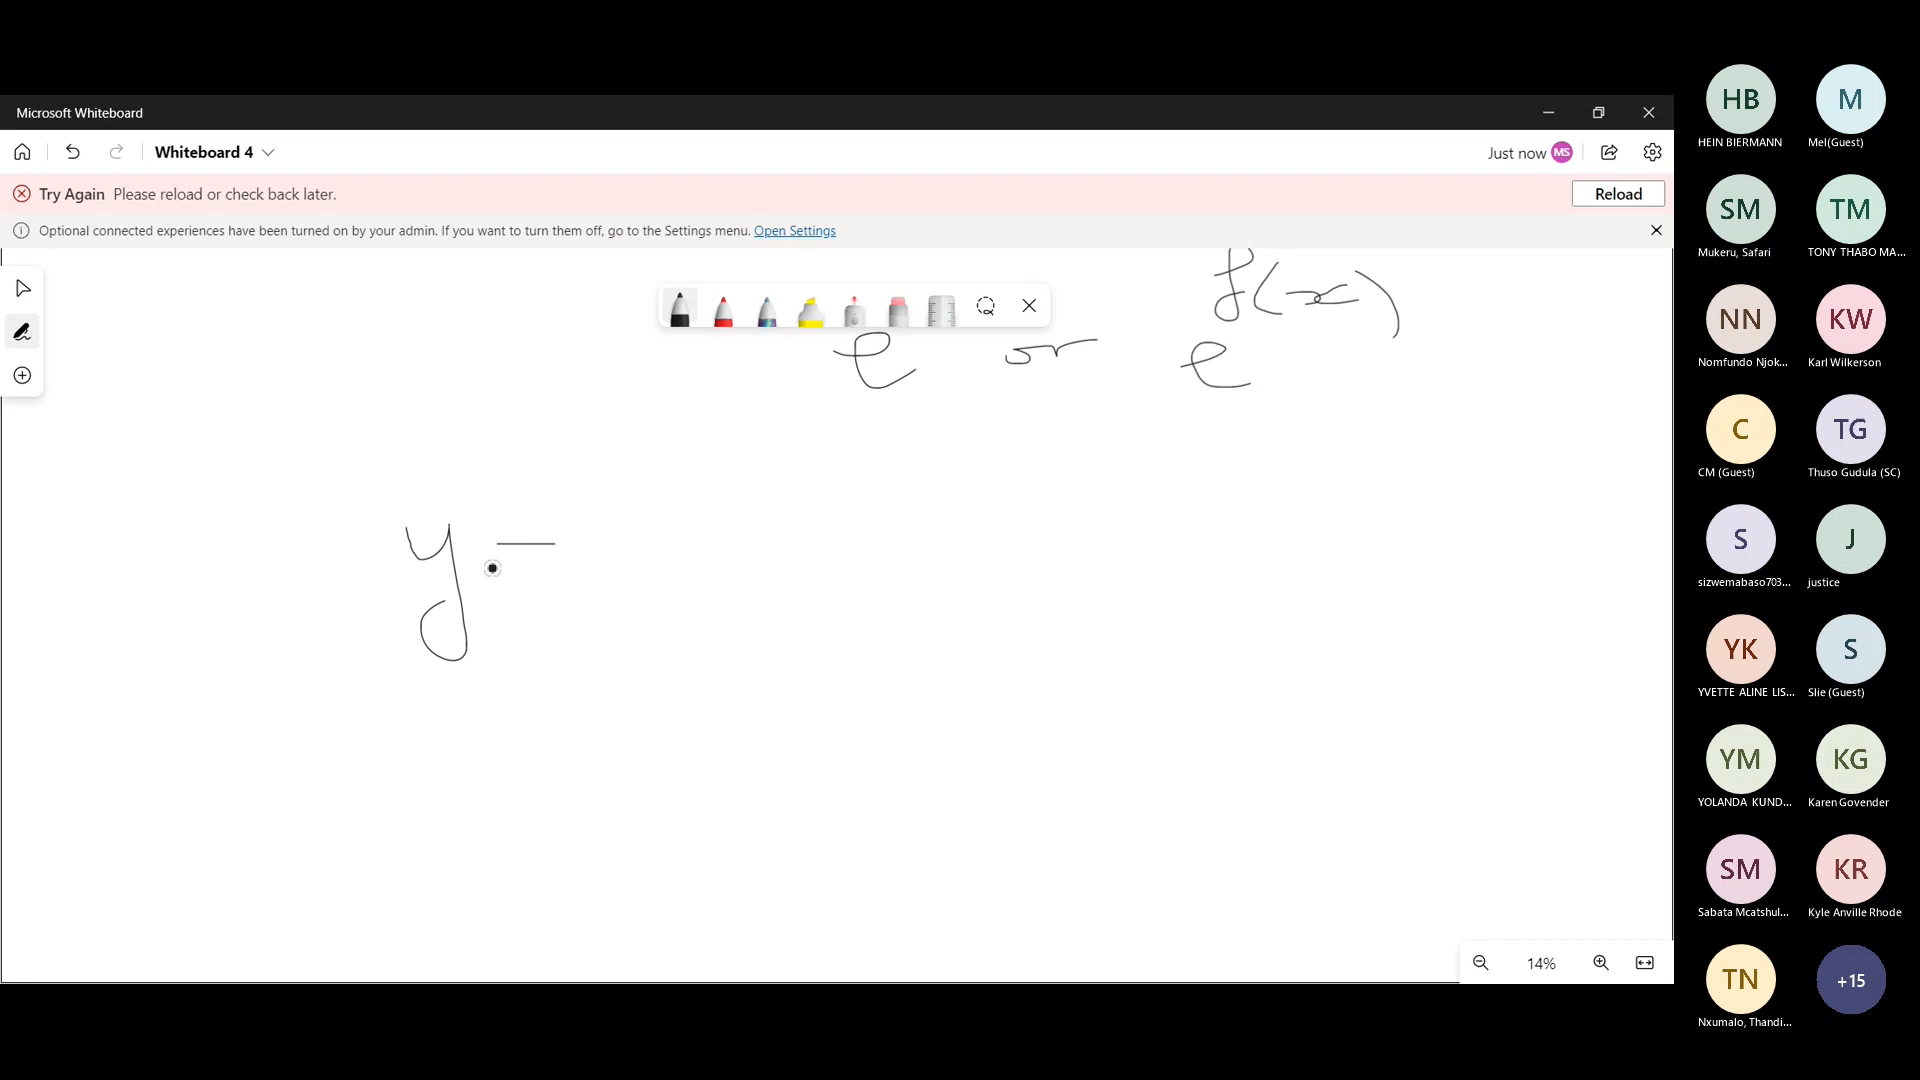 Microsoft Whiteboard
Whiteboard 4
Just now MS
Try Again Please reload or check back later.
Reload
Optional connected experiences have been turned on by your admin. If you want to turn them off, go to the Settings menu. Open Settings
f(x)
e or e
y =
14%
HB M
HEIN BIERMANN Mel(Guest)
SM TM
Mukeru, Safari TONY THABO MA...
NN KW
Nomfundo Njok... Karl Wilkerson
C TG
CM (Guest) Thuso Gudula (SC)
S J
sizwemabaso703... justice
YK S
YVETTE ALINE LIS... Slie (Guest)
YM KG
YOLANDA KUND... Karen Govender
SM KR
Sabata Mcatshul... Kyle Anville Rhode
TN +15
Nxumalo, Thandi...